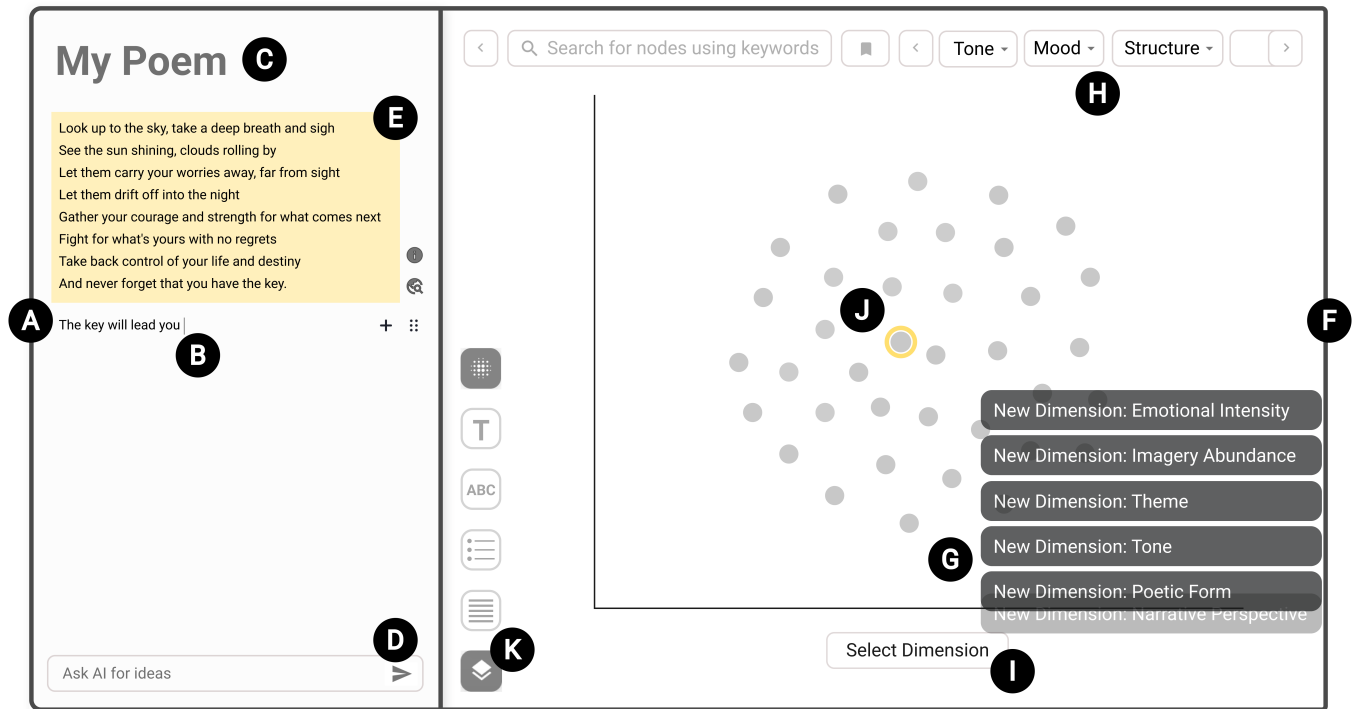 My Poem
C
E
Look up to the sky, take a deep breath and sigh
See the sun shining, clouds rolling by
Let them carry your worries away, far from sight
Let them drift off into the night
Gather your courage and strength for what comes next
Fight for what's yours with no regrets
Take back control of your life and destiny
And never forget that you have the key.
A
The key will lead you
B
D
Ask AI for ideas
Search for nodes using keywords
Tone
Mood
Structure
H
J
F
T
ABC
K
New Dimension: Emotional Intensity
New Dimension: Imagery Abundance
New Dimension: Theme
New Dimension: Tone
G
New Dimension: Poetic Form
New Dimension: Narrative Perspective
Select Dimension
I